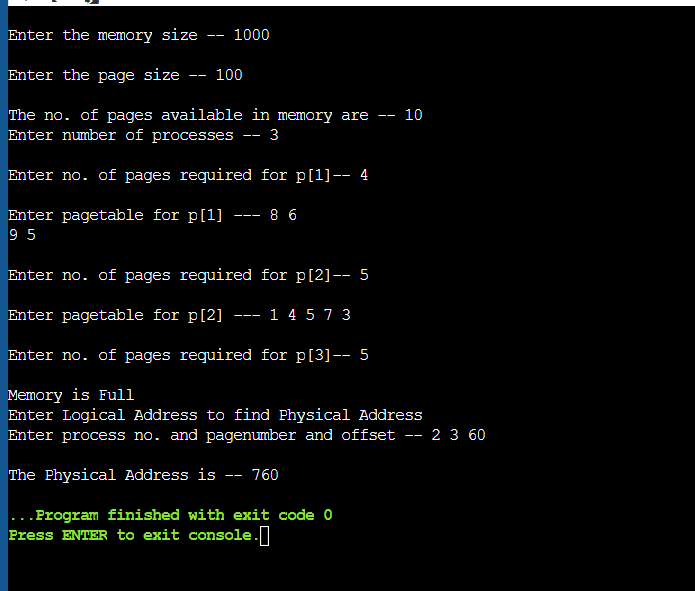 Enter the memory size -- 1000
Enter the page size -- 100
The no. of pages available in memory are -- 10
Enter number of processes -- 3
Enter no. of pages required for p[1]-- 4
Enter pagetable for p[1] --- 8 6
9 5
Enter no. of pages required for p[2]-- 5
Enter pagetable for p[2] --- 1 4 5 7 3
Enter no. of pages required for p[3]-- 5
Memory is Full
Enter Logical Address to find Physical Address
Enter process no. and pagenumber and offset -- 2 3 60
The Physical Address is -- 760
...Program finished with exit code 0
Press ENTER to exit console.